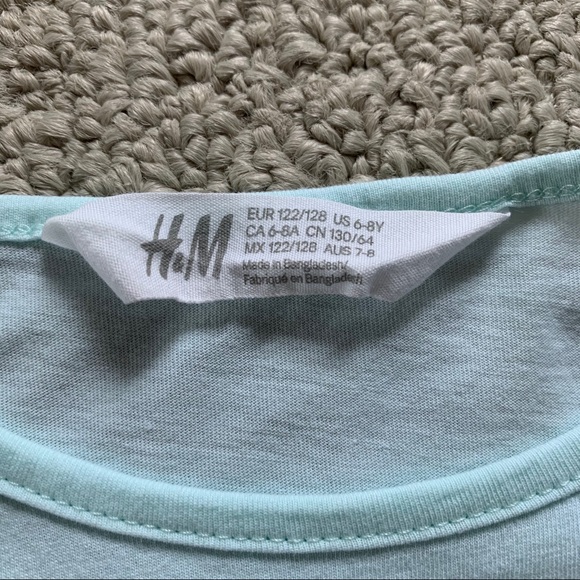 H&M
EUR 122/128 US 6-8Y
CA 6-8A CN 130/64
MX 122/128 AUS 7-8
Made in Bangladesh/
Fabriqué en Bangladesh